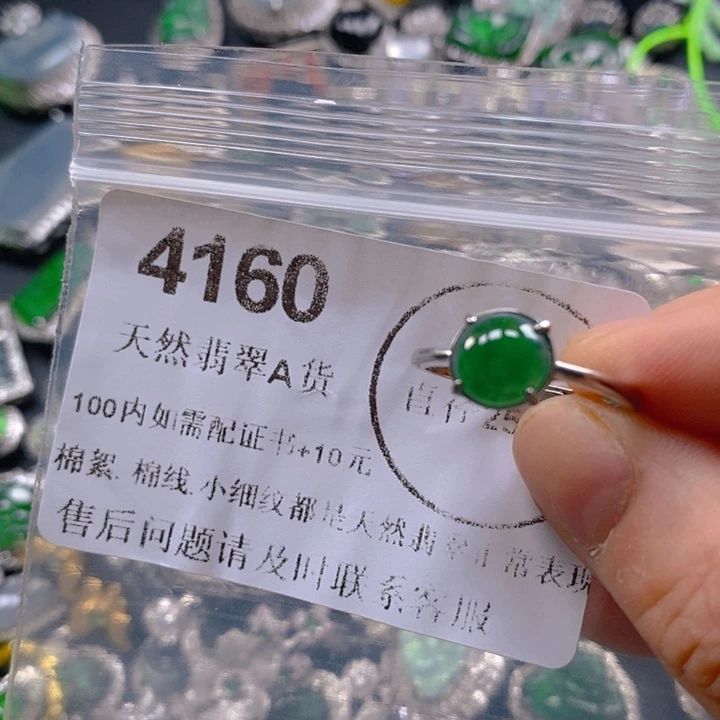 4160
天然翡翠A货
100内如需配证书+10元
棉絮. 棉线.小细纹都是天然翡翠正常表现
售后问题请及时联系客服